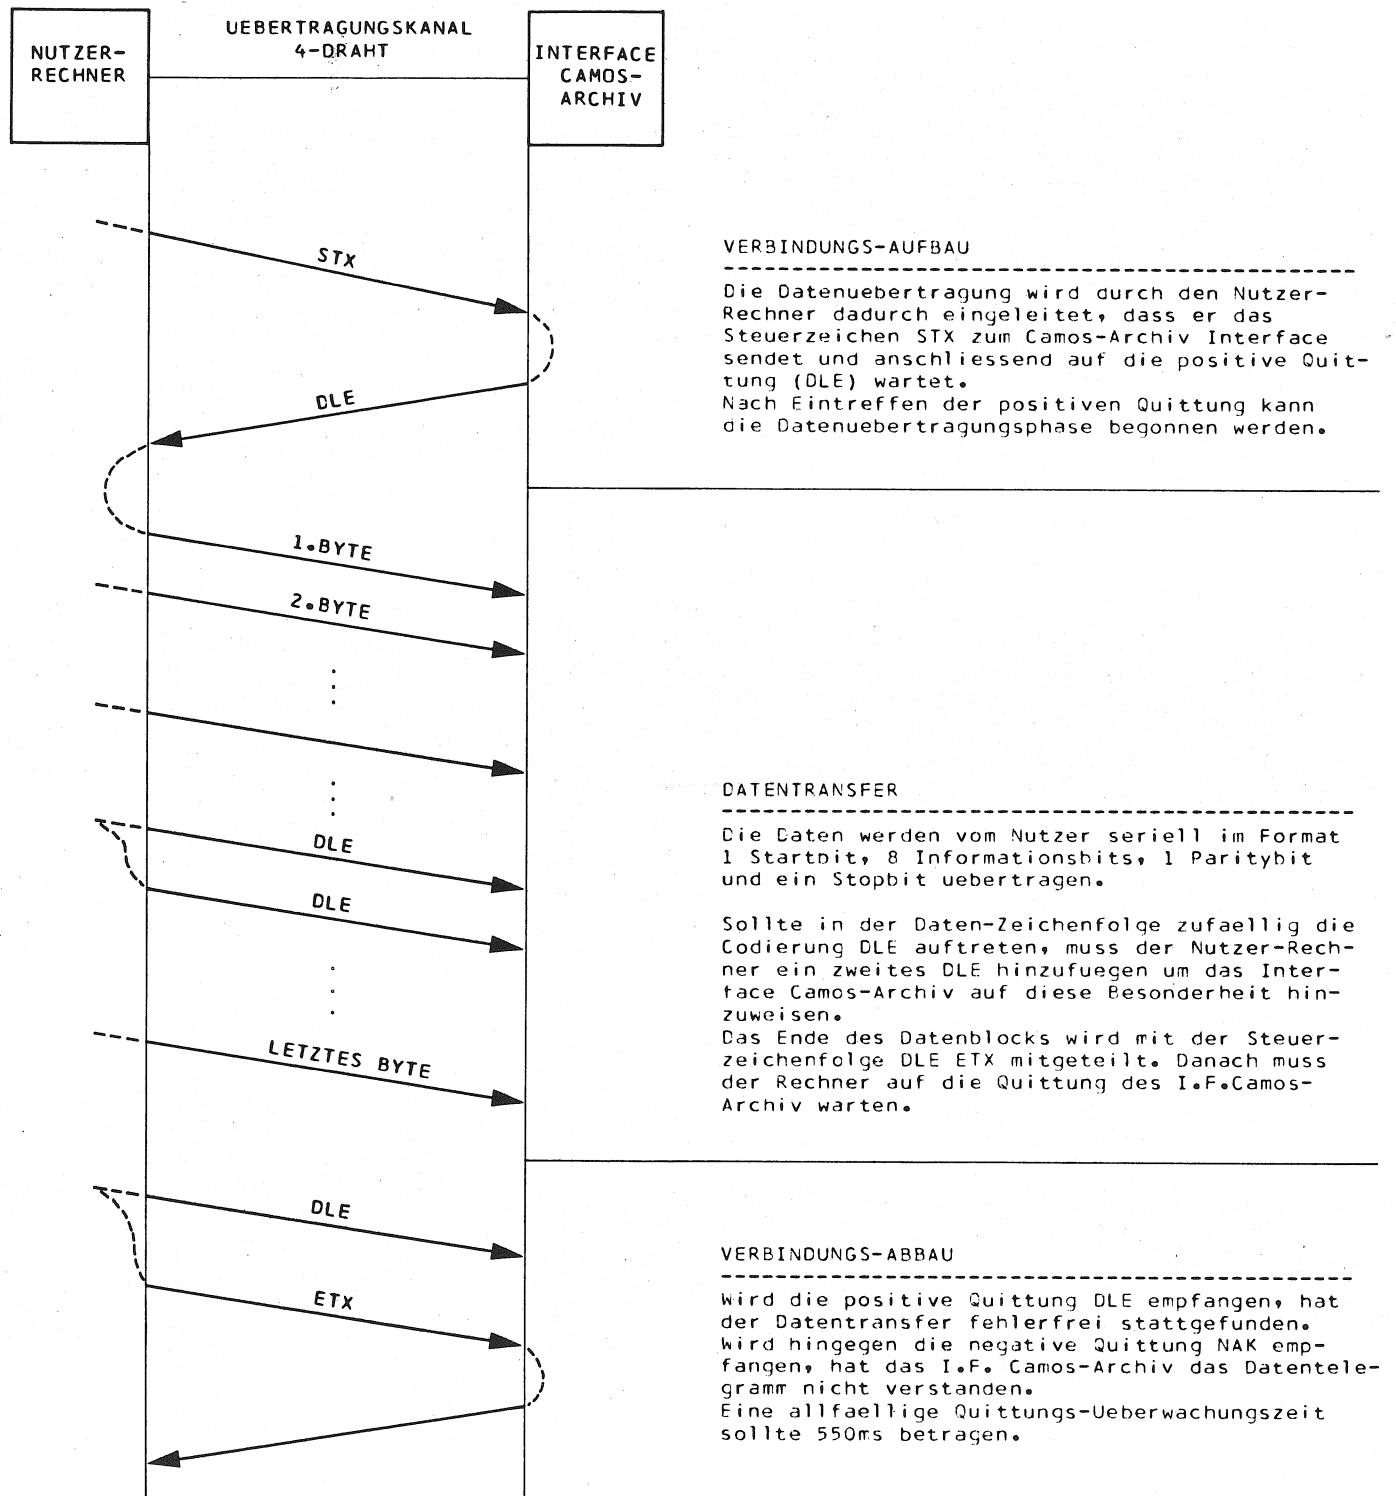 NUTZER-
RECHNER
UEBERTRAGUNGSKANAL
4-DRAHT
INTERFACE
CAMOS-
ARCHIV
STX
DLE
VERBINDUNGS-AUFBAU
Die Datenuebertragung wird durch den Nutzer-
Rechner dadurch eingeleitet, dass er das
Steuerzeichen STX zum Camos-Archiv Interface
sendet und anschliessend auf die positive Quit-
tung (DLE) wartet.
Nach Eintreffen der positiven Quittung kann
die Datenuebertragungsphase begonnen werden.
1.BYTE
2.BYTE
DLE
DLE
LETZTES BYTE
DATENTRANSFER
Die Daten werden vom Nutzer seriell im Format
1 Startbit, 8 Informationsbits, 1 Paritybit
und ein Stopbit uebertragen.
Sollte in der Daten-Zeichenfolge zufaellig die
Codierung DLE auftreten, muss der Nutzer-Rech-
ner ein zweites DLE hinzufuegen um das Inter-
face Camos-Archiv auf diese Besonderheit hin-
zuweisen.
Das Ende des Datenblocks wird mit der Steuer-
zeichenfolge DLE ETX mitgeteilt. Danach muss
der Rechner auf die Quittung des I.F.Camos-
Archiv warten.
DLE
ETX
VERBINDUNGS-ABBAU
Wird die positive Quittung DLE empfangen, hat
der Datentransfer fehlerfrei stattgefunden.
Wird hingegen die negative Quittung NAK emp-
fangen, hat das I.F. Camos-Archiv das Datentele-
gramm nicht verstanden.
Eine allfaellige Quittungs-Ueberwachungszeit
sollte 550ms betragen.